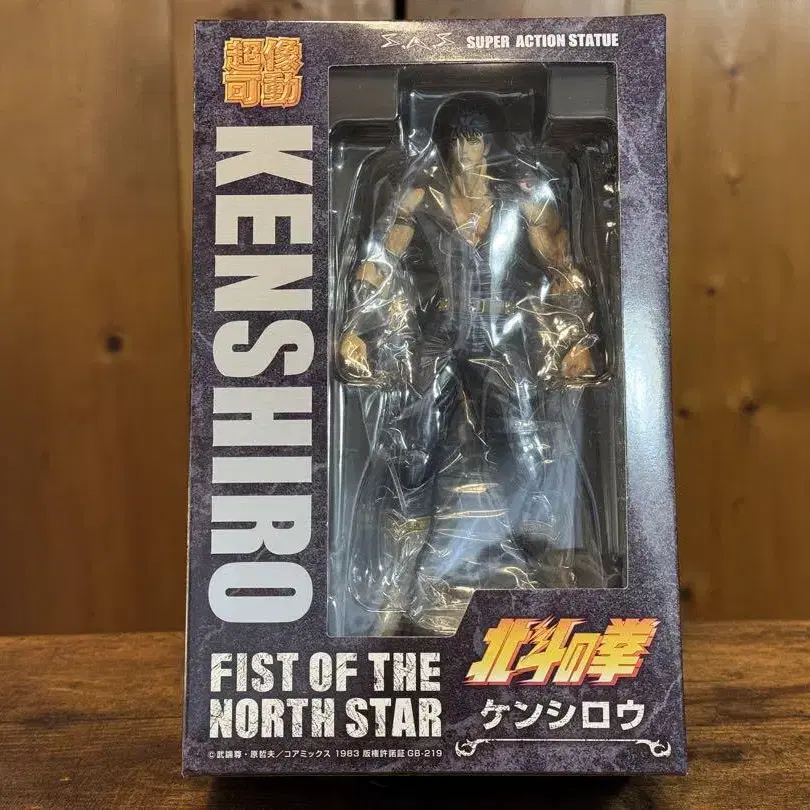 超像
可動
S.A.S SUPER ACTION STATUE
KENSHIRO
FIST OF THE
NORTH STAR
北斗の拳
ケンシロウ
©武論尊・原哲夫/コアミックス 1983 版権許諾証 GB-219